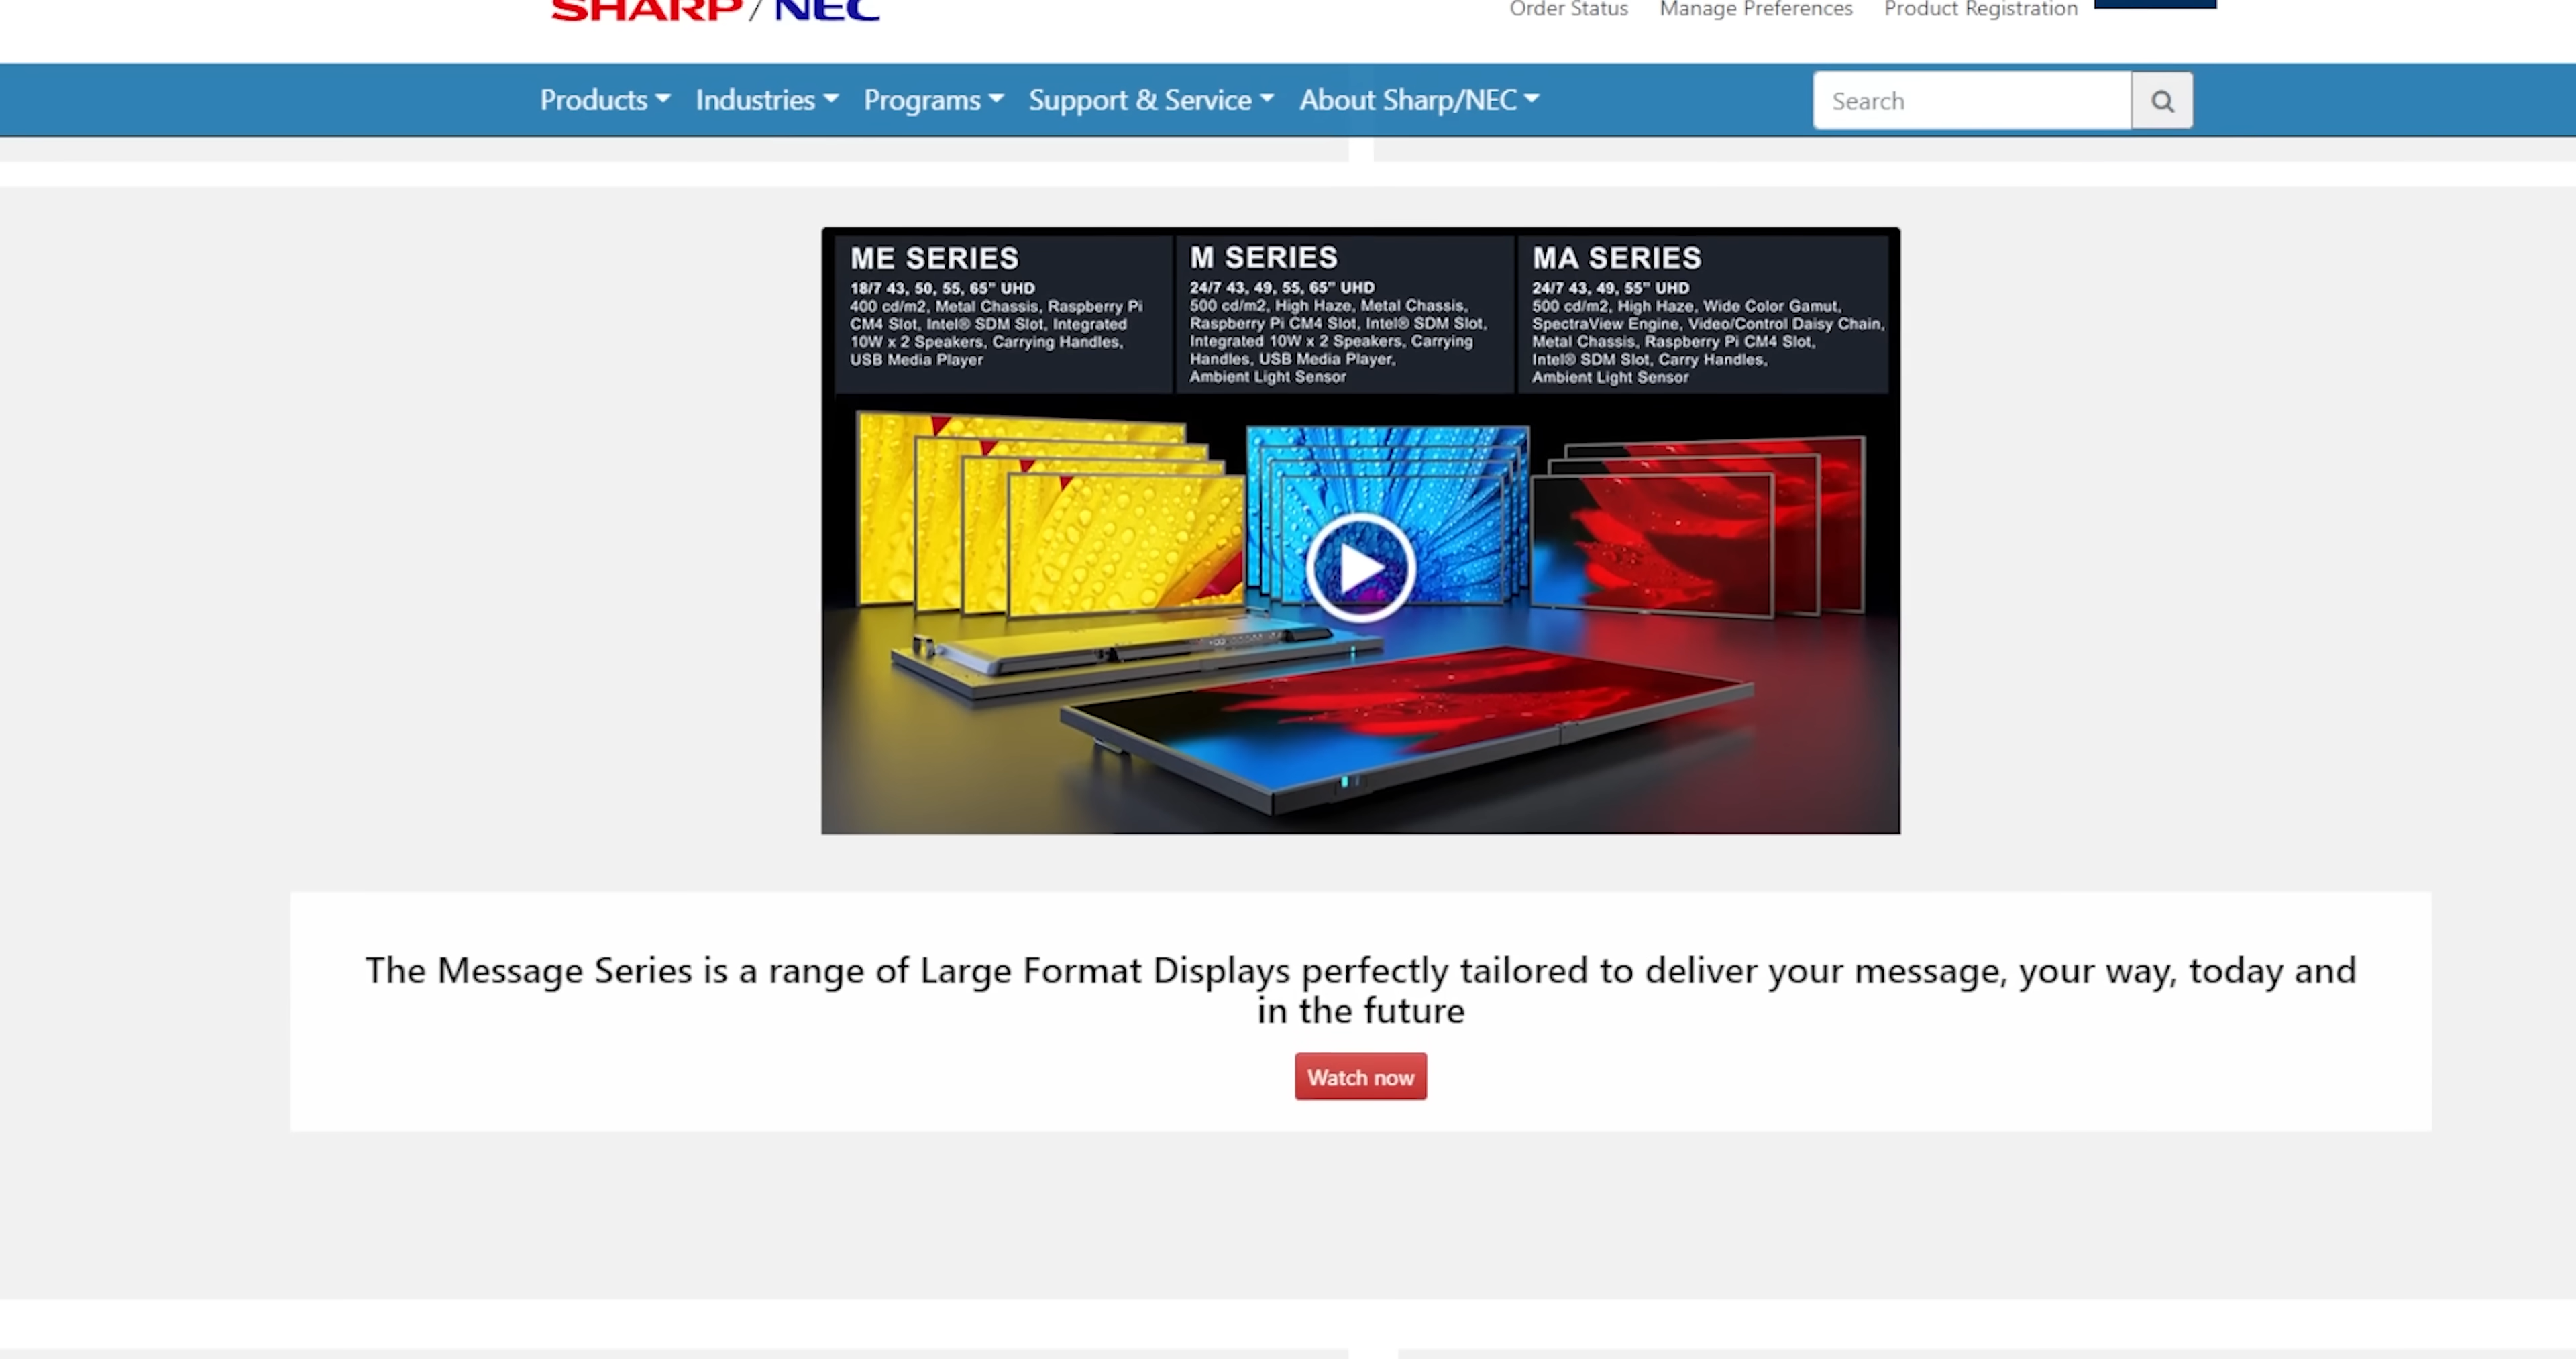 SHARP/NEC
Order Status Manage Preferences Product Registration
Products Industries Programs Support & Service About Sharp/NEC Search
ME SERIES
18/7 43, 50, 55, 65" UHD
400 cd/m2, Metal Chassis, Raspberry Pi
CM4 Slot, Intel® SDM Slot, Integrated
10W x 2 Speakers, Carrying Handles,
USB Media Player
M SERIES
24/7 43, 49, 55, 65" UHD
500 cd/m2, High Haze, Metal Chassis,
Raspberry Pi CM4 Slot, Intel® SDM Slot,
Integrated 10W x 2 Speakers, Carrying
Handles, USB Media Player,
Ambient Light Sensor
MA SERIES
24/7 43, 49, 55" UHD
500 cd/m2, High Haze, Wide Color Gamut,
SpectraView Engine, Video/Control Daisy Chain,
Metal Chassis, Raspberry Pi CM4 Slot,
Intel® SDM Slot, Carry Handles,
Ambient Light Sensor
The Message Series is a range of Large Format Displays perfectly tailored to deliver your message, your way, today and
in the future
Watch now